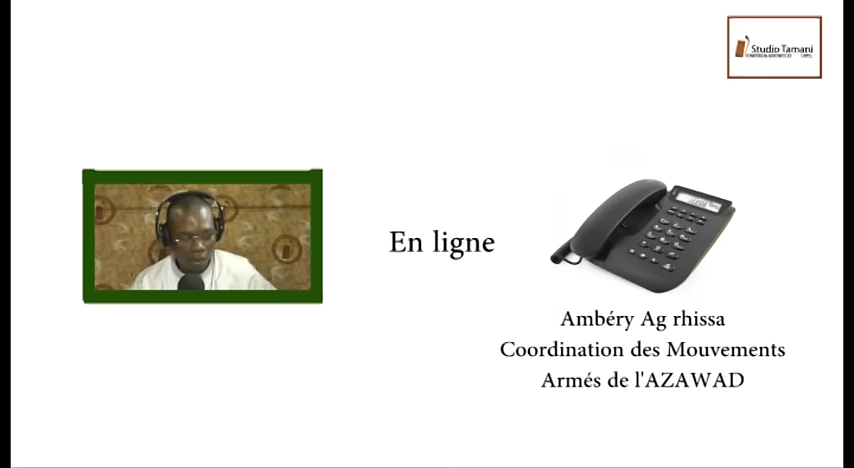 Studio Tamani
En ligne
Ambéry Ag rhissa
Coordination des Mouvements
Armés de l'AZAWAD